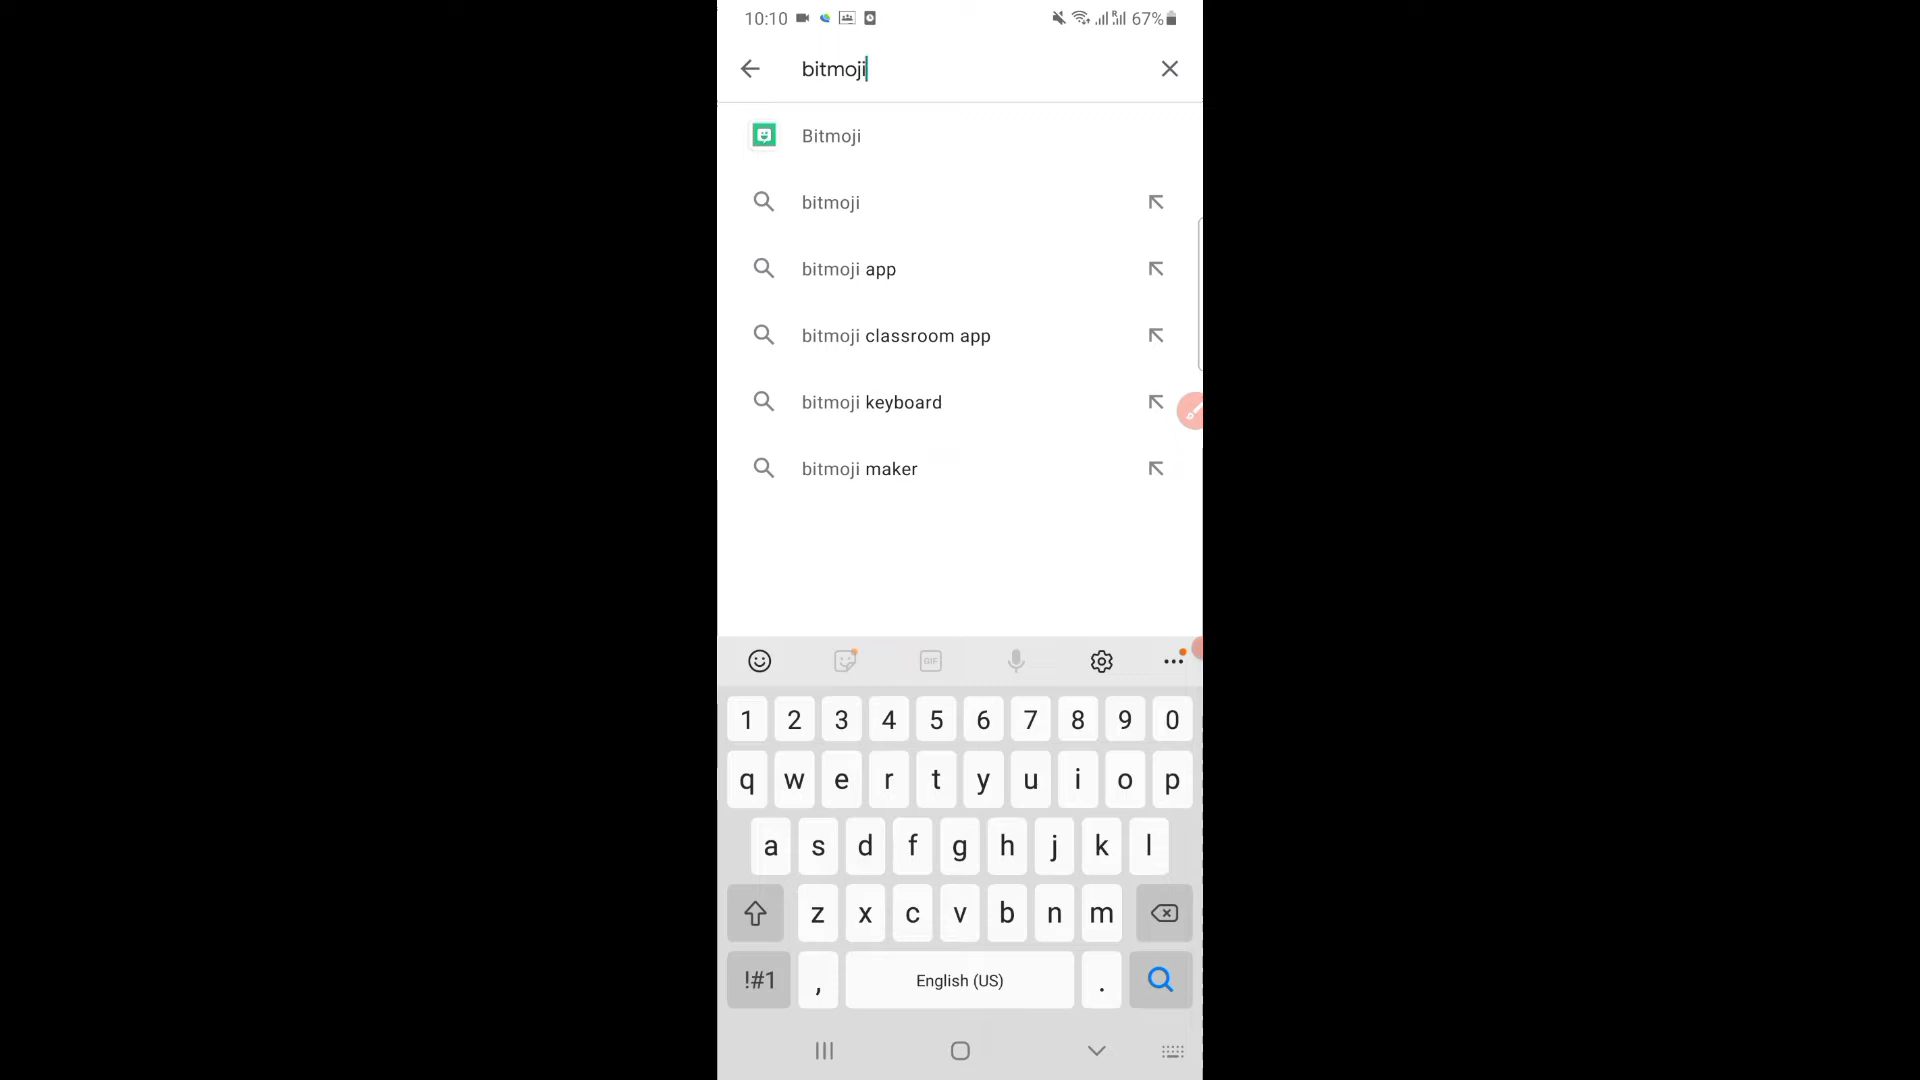 10:10 67%
bitmoji
Bitmoji
bitmoji
bitmoji app
bitmoji classroom app
bitmoji keyboard
bitmoji maker
GIF
1 2 3 4 5 6 7 8 9 0
q w e r t y u i o p
a s d f g h j k l
z x c v b n m
!#1 , English (US) .